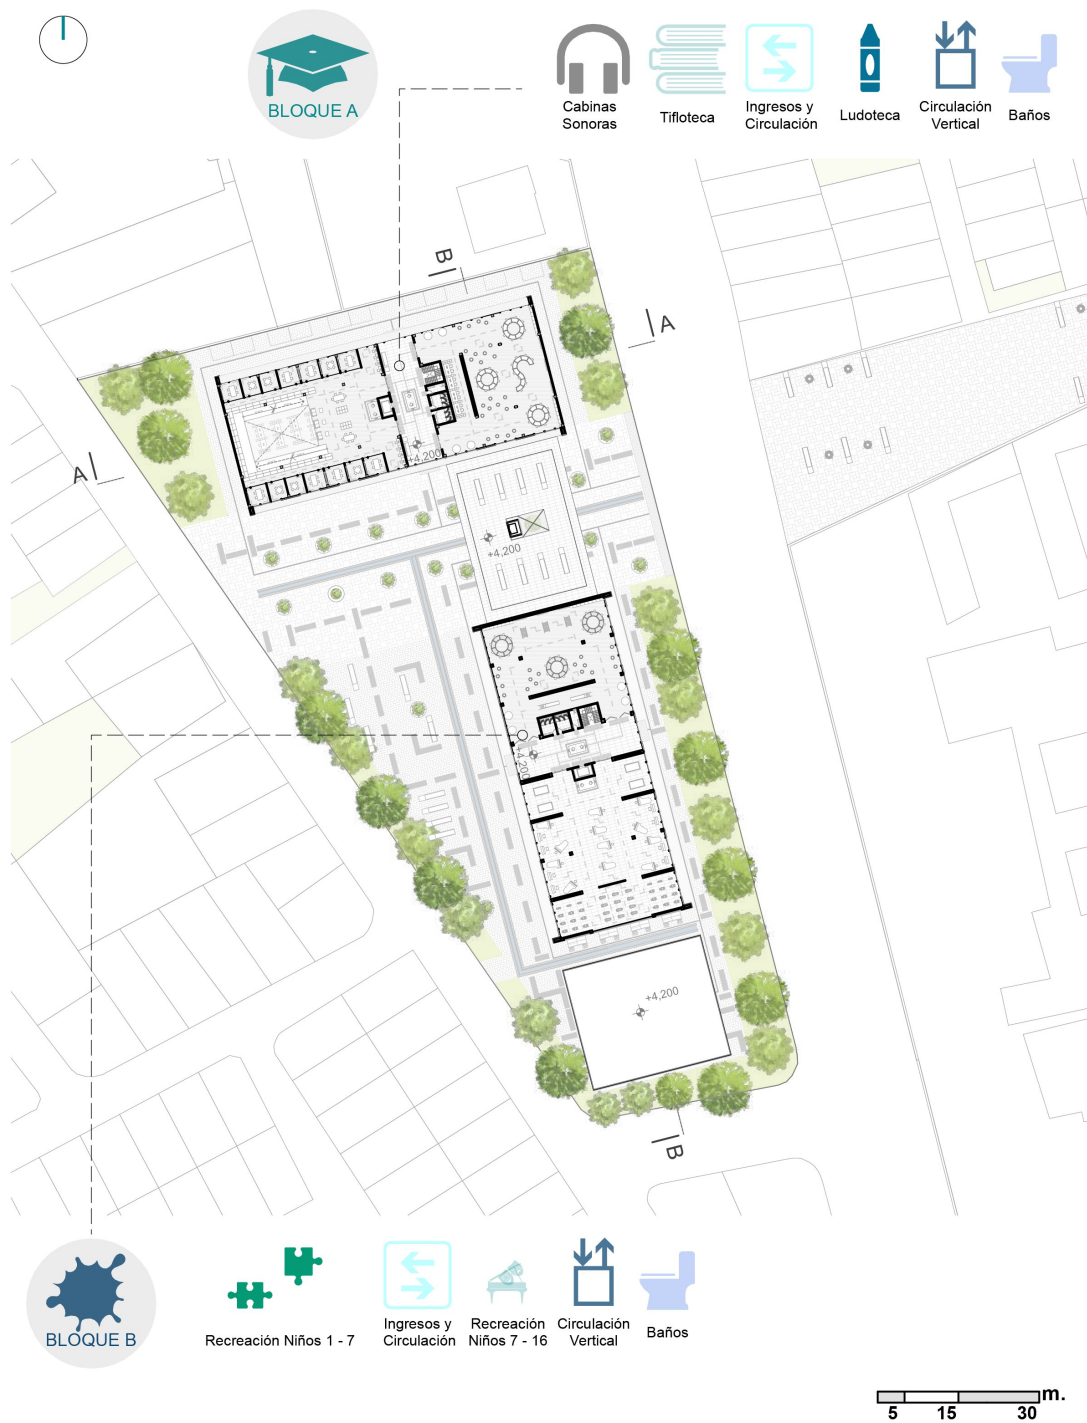 BLOQUE A
Cabinas
Sonoras
Tifloteca
Ingresos y
Circulación
Ludoteca
Circulación
Vertical
Baños
B
A
A
+4,200
+4,200
+4,200
+4,200
B
BLOQUE B
Recreación Niños 1 - 7
Ingresos y
Circulación
Recreación
Niños 7 - 16
Circulación
Vertical
Baños
m.
5 15 30